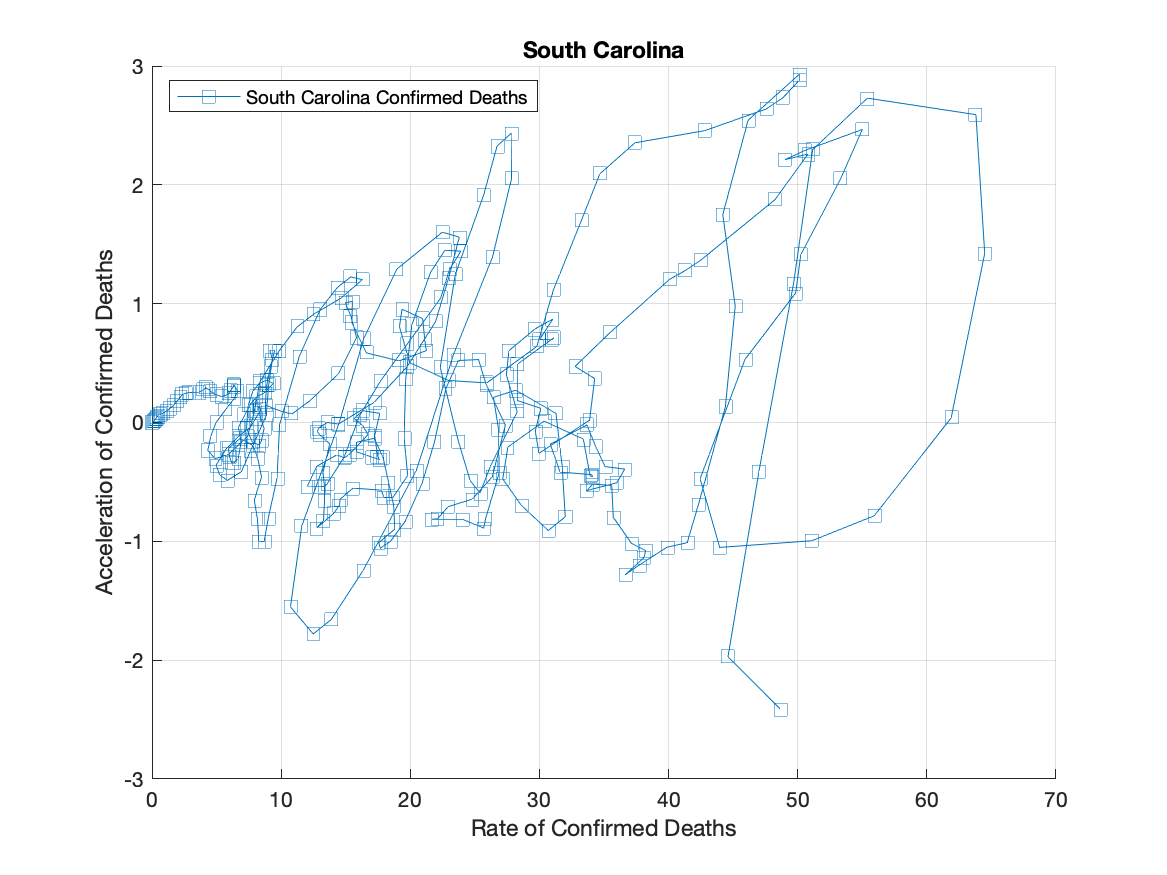 South Carolina
South Carolina Confirmed Deaths
3
2
1
0
-1
-2
-3
Acceleration of Confirmed Deaths
0 10 20 30 40 50 60 70
Rate of Confirmed Deaths